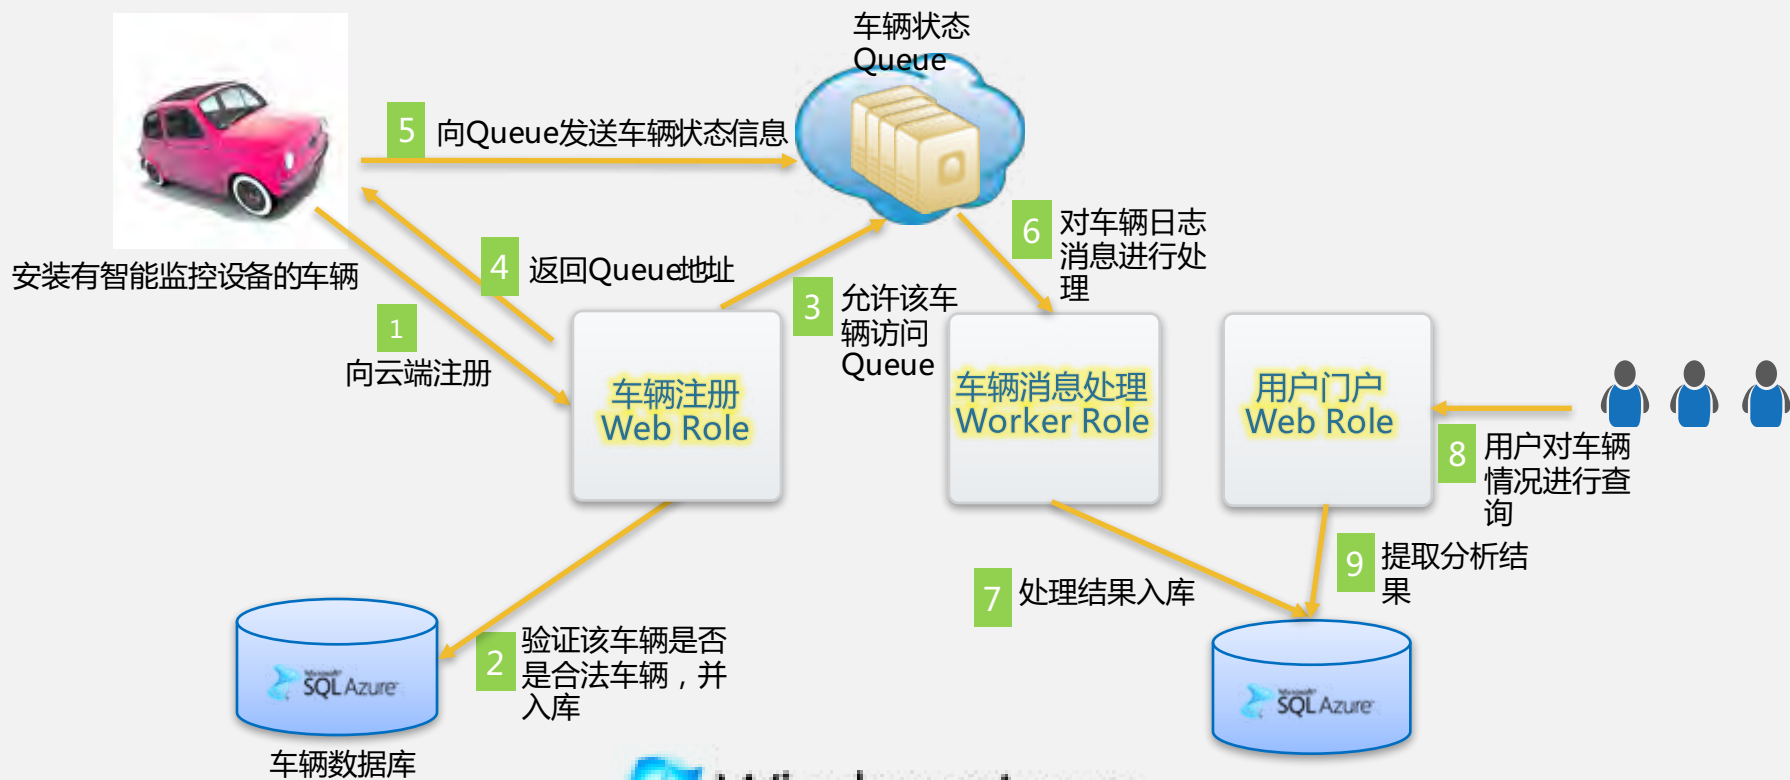 车辆状态
Queue
5
向Queue发送车辆状态信息
安装有智能监控设备的车辆
4
返回Queue地址
6
对车辆日志
消息进行处
理
3
允许该车
辆访问
Queue
1
向云端注册
车辆注册
Web Role
车辆消息处理
Worker Role
用户门户
Web Role
8
用户对车辆
情况进行查
询
9
提取分析结
果
7
处理结果入库
2
验证该车辆是否
是合法车辆，并
入库
Microsoft
SQL Azure
Microsoft
SQL Azure
车辆数据库